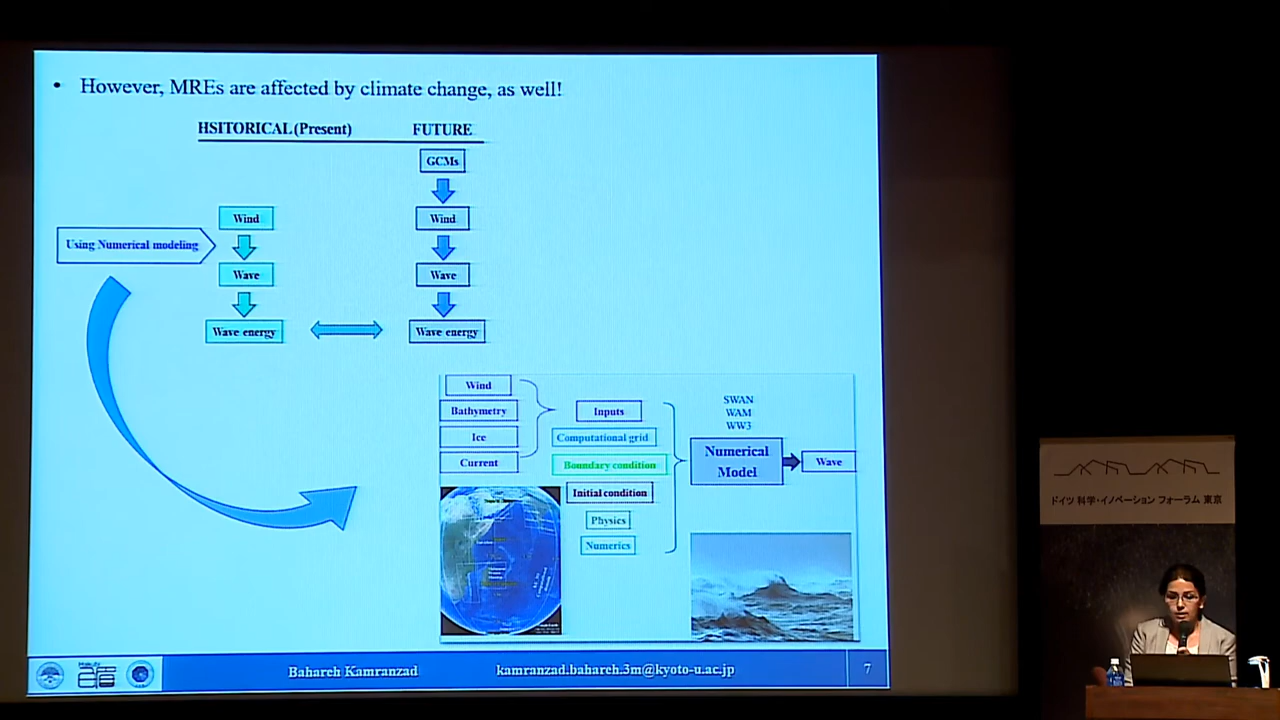 • However, MREs are affected by climate change, as well!
HSITORICAL (Present) FUTURE
GCMs
Wind Wind
Using Numerical modeling
Wave Wave
Wave energy Wave energy
Wind
Bathymetry
Ice
Current
Inputs
Computational grid
Boundary condition
Initial condition
Physics
Numerics
SWAN
WAM
WW3
Numerical
Model
Wave
Bahareh Kamranzad kamranzad.bahareh.3m@kyoto-u.ac.jp 7
ドイツ 科学・イノベーション フォーラム 東京